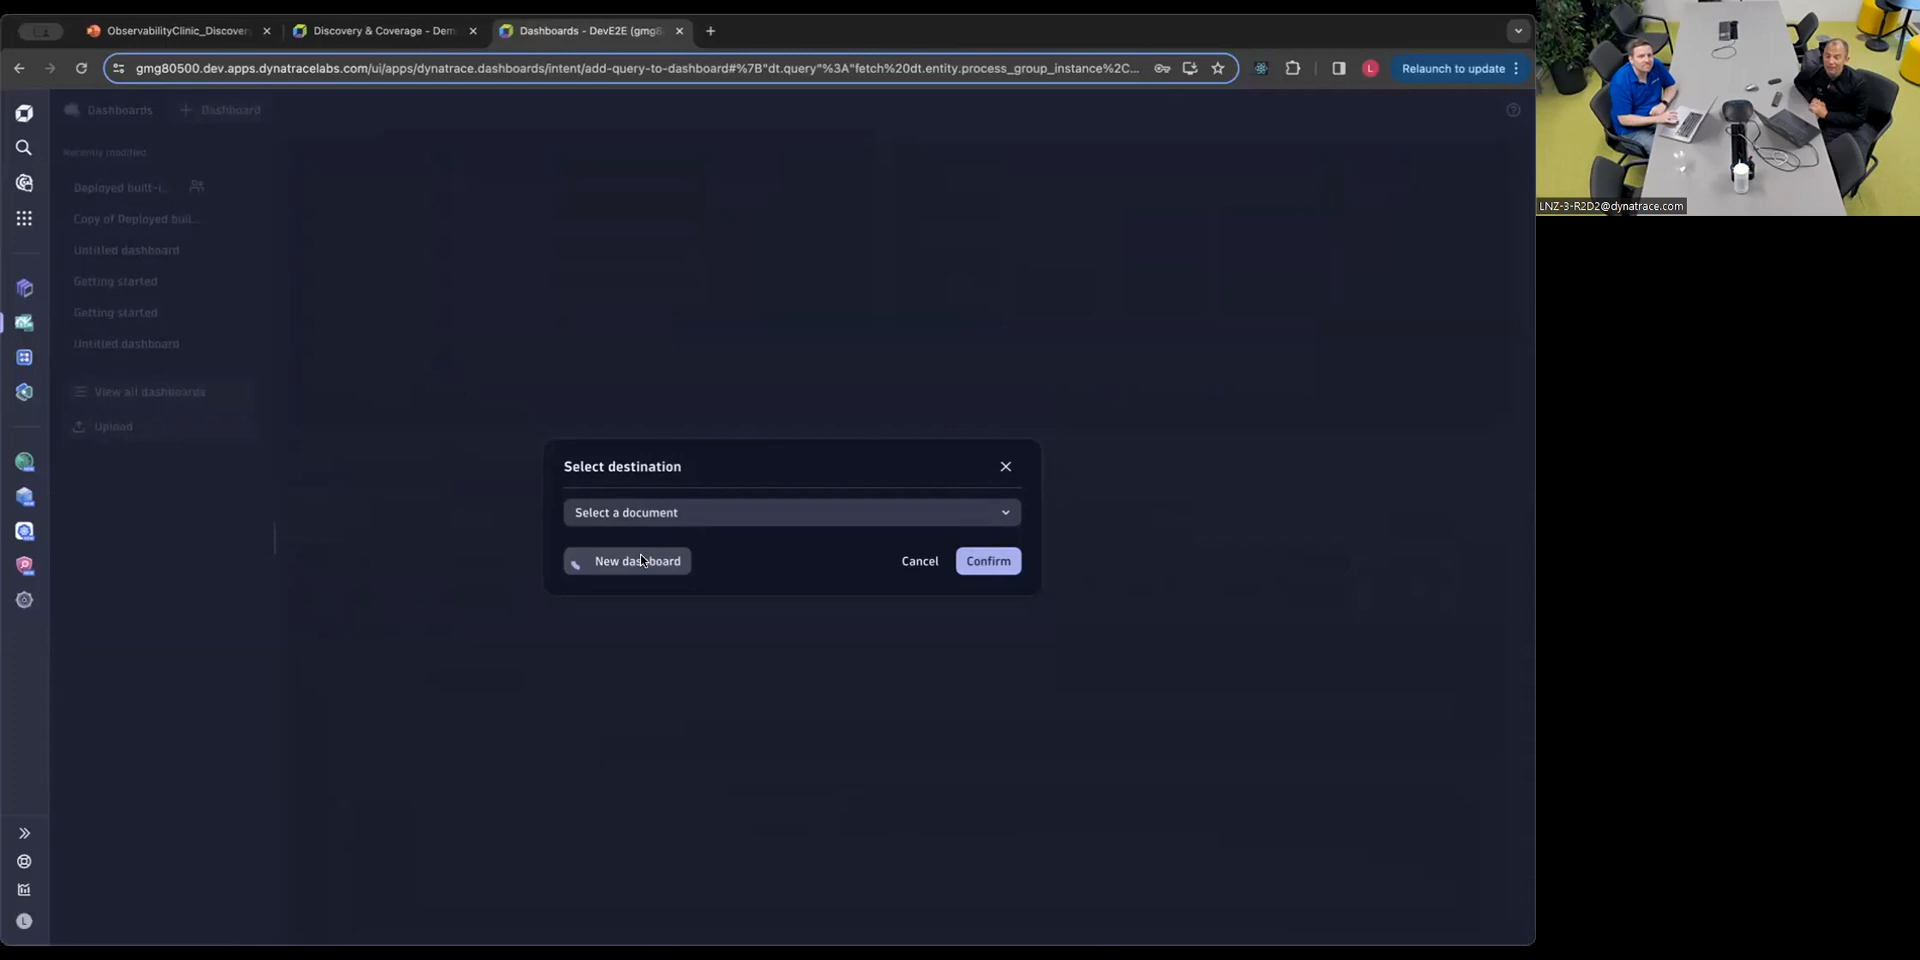 ObservabilityClinic_Discover
Discovery & Coverage - Dem
Dashboards - DevE2E (gmg8
gmg80500.dev.apps.dynatracelabs.com/ui/apps/dynatrace.dashboards/intent/add-query-to-dashboard#%7B"dt.query"%3A"fetch%20dt.entity.process_group_instance%2C...
L
Relaunch to update
LNZ-3-R2D2@dynatrace.com
Dashboards
Dashboard
Recently modified
Deployed built-i...
Copy of Deployed buil...
Untitled dashboard
Getting started
Getting started
Untitled dashboard
View all dashboards
Upload
Select destination
Select a document
New dashboard
Cancel
Confirm
L